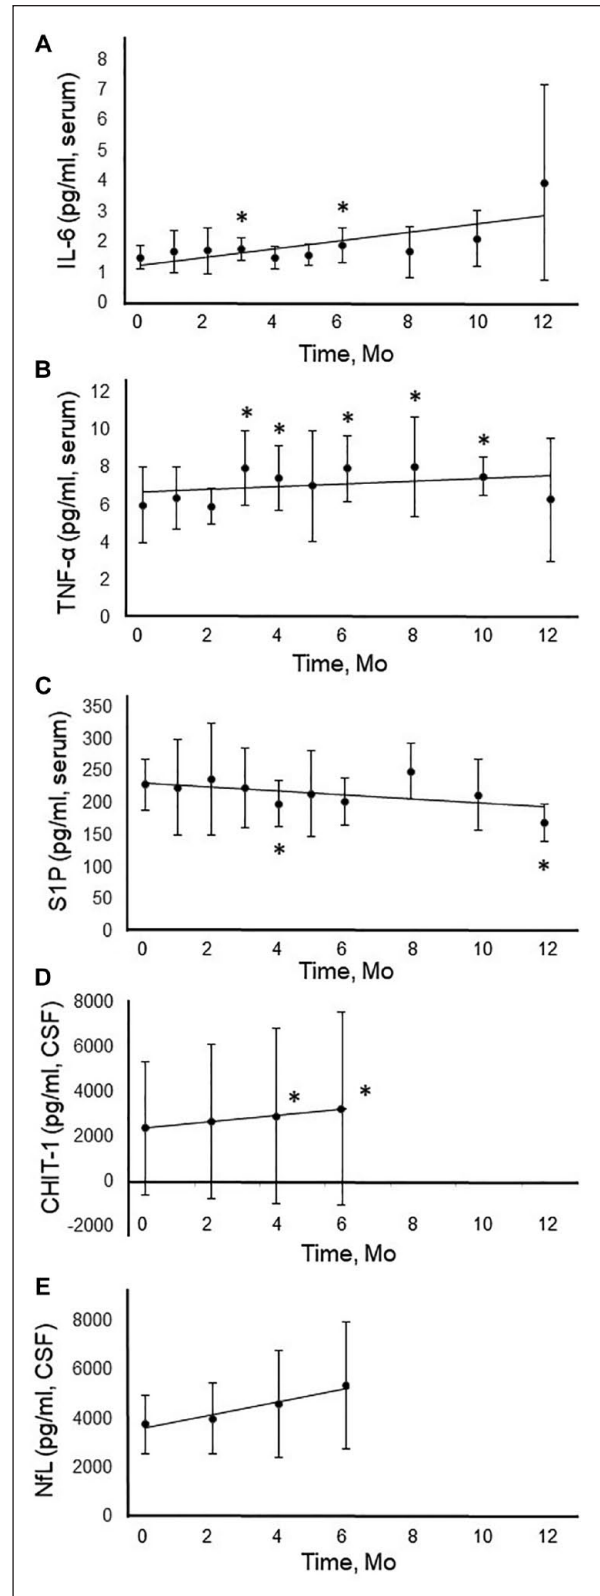 A
IL-6 (pg/ml, serum)
8
7
6
5
4
3
2
1
0
* *
0 2 4 6 8 10 12
Time, Mo
B
TNF-α (pg/ml, serum)
12
10
8
6
4
2
0
* * * * *
0 2 4 6 8 10 12
Time, Mo
C
S1P (pg/ml, serum)
350
300
250
200
150
100
50
0
* *
0 2 4 6 8 10 12
Time, Mo
D
CHIT-1 (pg/ml, CSF)
8000
6000
4000
2000
0
-2000
* *
0 2 4 6 8 10 12
Time, Mo
E
NfL (pg/ml, CSF)
8000
6000
4000
2000
0
0 2 4 6 8 10 12
Time, Mo